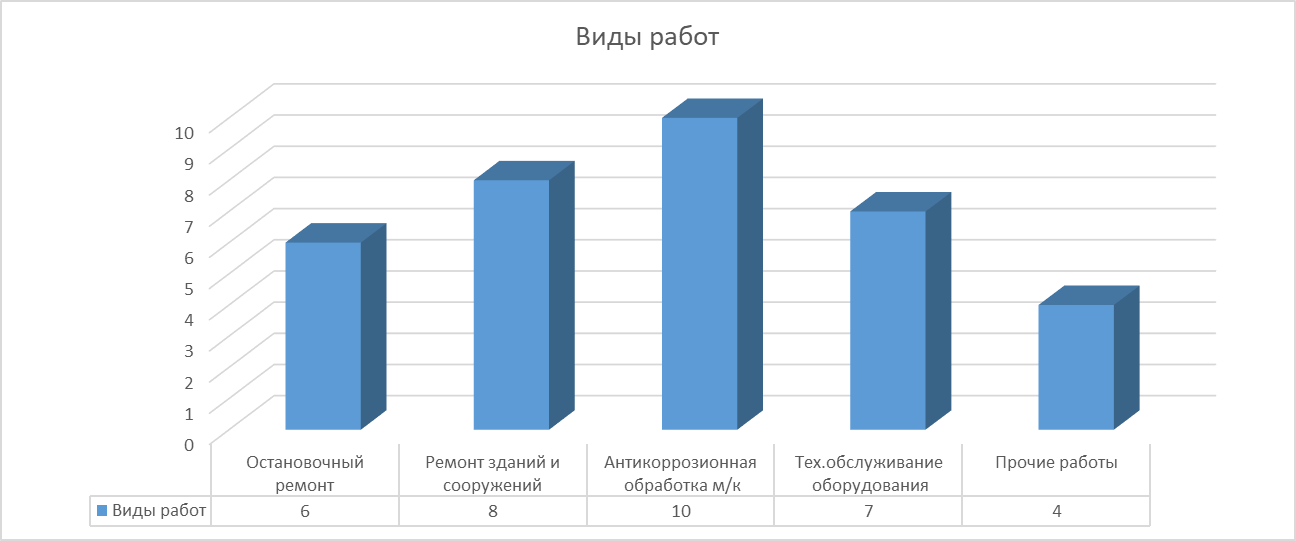 Виды работ
10
9
8
7
6
5
4
3
2
1
0
Остановочный
ремонт
Ремонт зданий и
сооружений
Антикоррозионная
обработка м/к
Тех.обслуживание
оборудования
Прочие работы
Виды работ 6 8 10 7 4